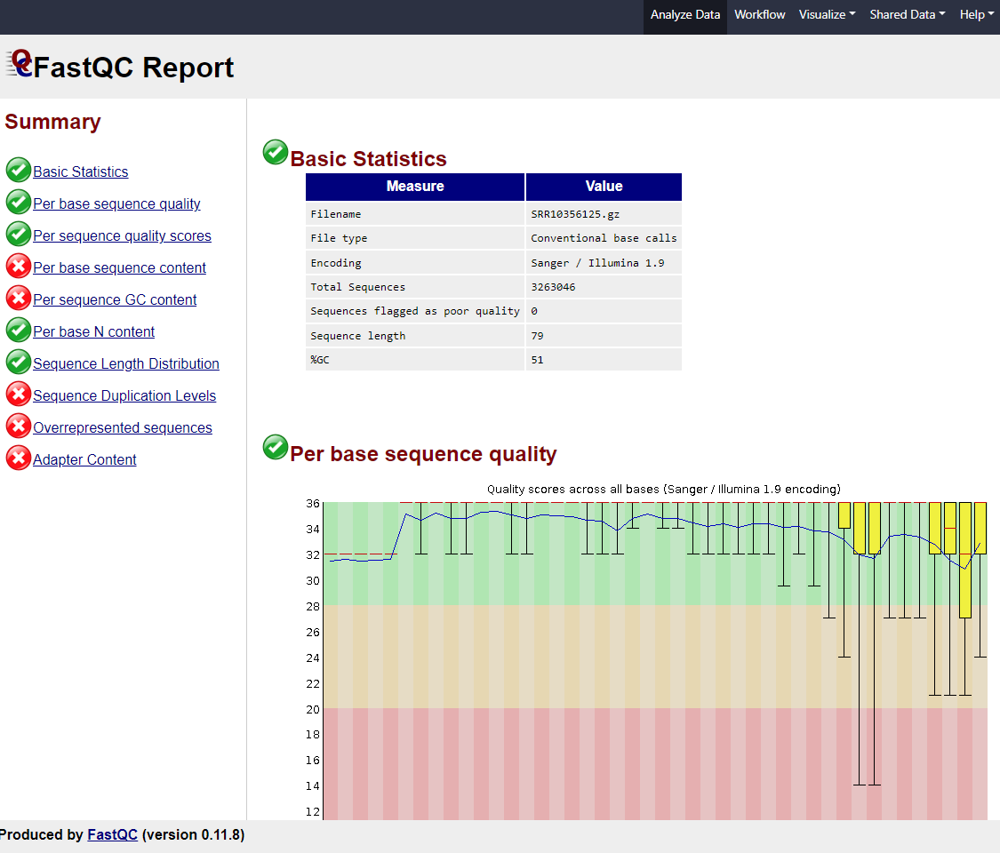 Analyze Data Workflow Visualize Shared Data Help
FastQC Report
Summary
Basic Statistics
Per base sequence quality
Per sequence quality scores
Per base sequence content
Per sequence GC content
Per base N content
Sequence Length Distribution
Sequence Duplication Levels
Overrepresented sequences
Adapter Content
Basic Statistics
Measure Value
Filename SRR10356125.gz
File type Conventional base calls
Encoding Sanger / Illumina 1.9
Total Sequences 3263046
Sequences flagged as poor quality 0
Sequence length 79
%GC 51
Per base sequence quality
Quality scores across all bases (Sanger / Illumina 1.9 encoding)
36
34
32
30
28
26
24
22
20
18
16
14
12
Produced by FastQC (version 0.11.8)